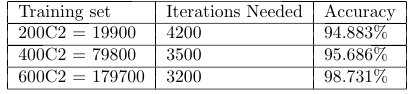 Training set Iterations Needed Accuracy
200C2 = 19900 4200 94.883%
400C2 = 79800 3500 95.686%
600C2 = 179700 3200 98.731%